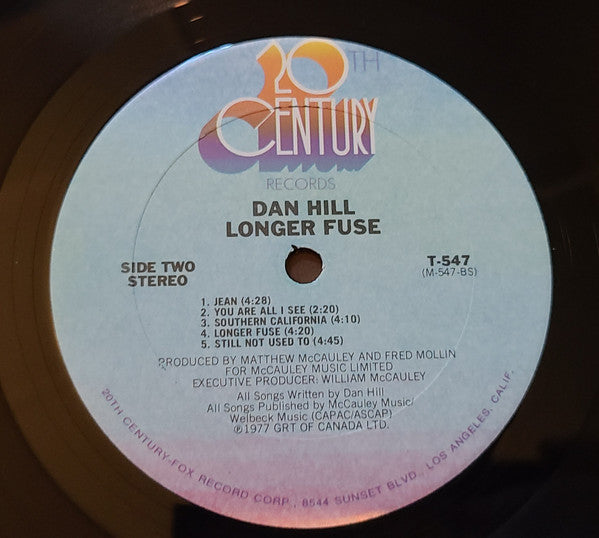 20TH
CENTURY
RECORDS
DAN HILL
LONGER FUSE
SIDE TWO
STEREO
T-547
(M-547-BS)
1. JEAN (4:28)
2. YOU ARE ALL I SEE (2:20)
3. SOUTHERN CALIFORNIA (4:10)
4. LONGER FUSE (4:20)
5. STILL NOT USED TO (4:45)
PRODUCED BY MATTHEW McCAULEY AND FRED MOLLIN
FOR McCAULEY MUSIC LIMITED
EXECUTIVE PRODUCER: WILLIAM McCAULEY
All Songs Written by Dan Hill
All Songs Published by McCauley Music/
Welbeck Music (CAPAC/ASCAP)
℗1977 GRT OF CANADA LTD.
20TH CENTURY-FOX RECORD CORP., 8544 SUNSET BLVD., LOS ANGELES, CALIF.